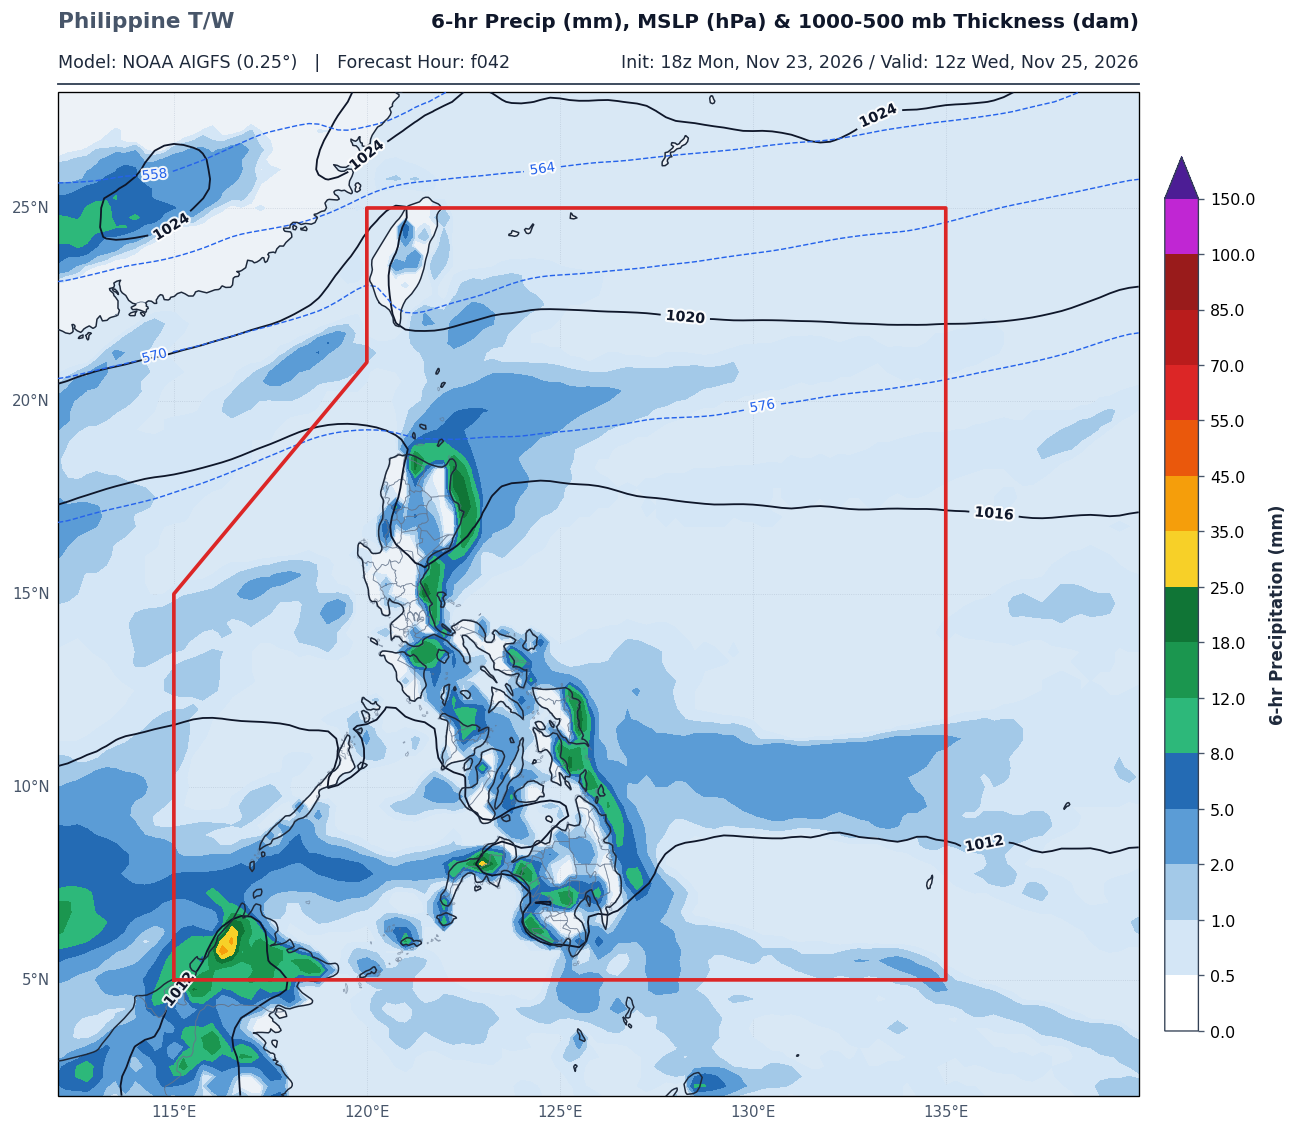 Philippine T/W
6-hr Precip (mm), MSLP (hPa) & 1000-500 mb Thickness (dam)
Model: NOAA AIGFS (0.25°) | Forecast Hour: f042
Init: 18z Mon, Nov 23, 2026 / Valid: 12z Wed, Nov 25, 2026
1024
1024
564
558
1024
25°N
1020
570
20°N
576
1016
15°N
10°N
1012
5°N
1012
115°E
120°E
125°E
130°E
135°E
150.0
100.0
85.0
70.0
55.0
45.0
35.0
25.0
18.0
12.0
8.0
5.0
2.0
1.0
0.5
0.0
6-hr Precipitation (mm)